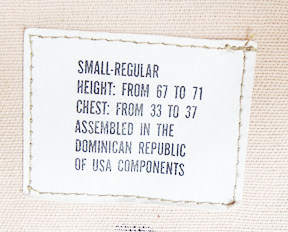 SMALL-REGULAR
HEIGHT: FROM 67 TO 71
CHEST: FROM 33 TO 37
ASSEMBLED IN THE
DOMINICAN REPUBLIC
OF USA COMPONENTS